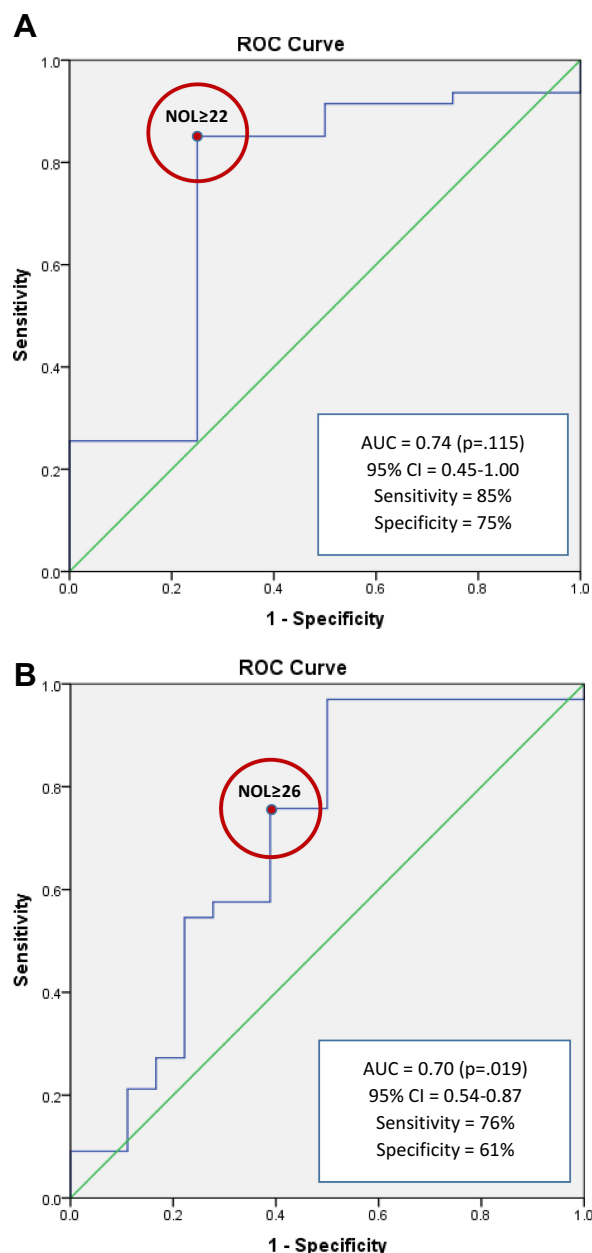 A
ROC Curve
1.0
NOL≥22
0.8
0.6
Sensitivity
0.4
AUC = 0.74 (p=.115)
95% CI = 0.45-1.00
0.2
Sensitivity = 85%
Specificity = 75%
0.0
0.0 0.2 0.4 0.6 0.8 1.0
1 - Specificity
B
ROC Curve
1.0
NOL≥26
0.8
0.6
Sensitivity
0.4
AUC = 0.70 (p=.019)
95% CI = 0.54-0.87
0.2
Sensitivity = 76%
Specificity = 61%
0.0
0.0 0.2 0.4 0.6 0.8 1.0
1 - Specificity